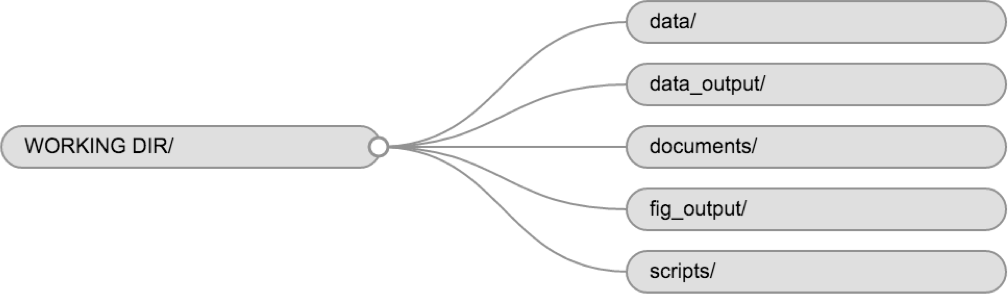 WORKING DIR/
data/
data_output/
documents/
fig_output/
scripts/